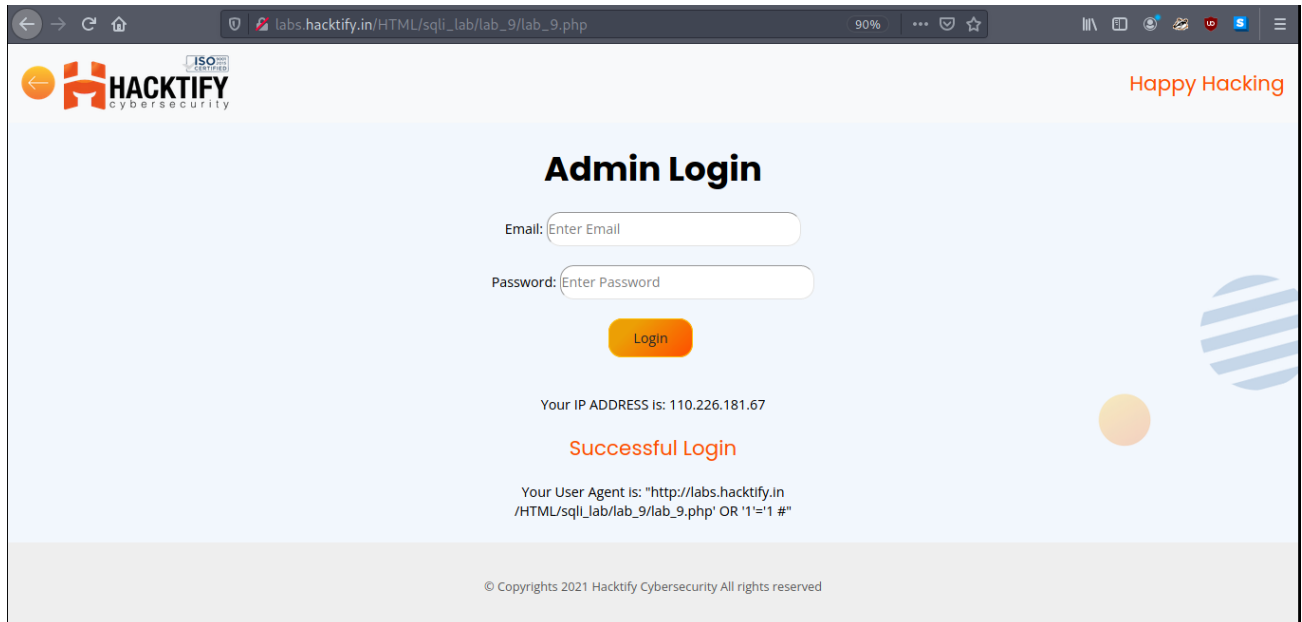 labs.hacktify.in/HTML/sqli_lab/lab_9/lab_9.php
90%
ISO
CERTIFIED
HACKTIFY
cybersecurity
Happy Hacking
Admin Login
Email: Enter Email
Password: Enter Password
Login
Your IP ADDRESS is: 110.226.181.67
Successful Login
Your User Agent is: "http://labs.hacktify.in
/HTML/sqli_lab/lab_9/lab_9.php' OR '1'='1 #"
© Copyrights 2021 Hacktify Cybersecurity All rights reserved